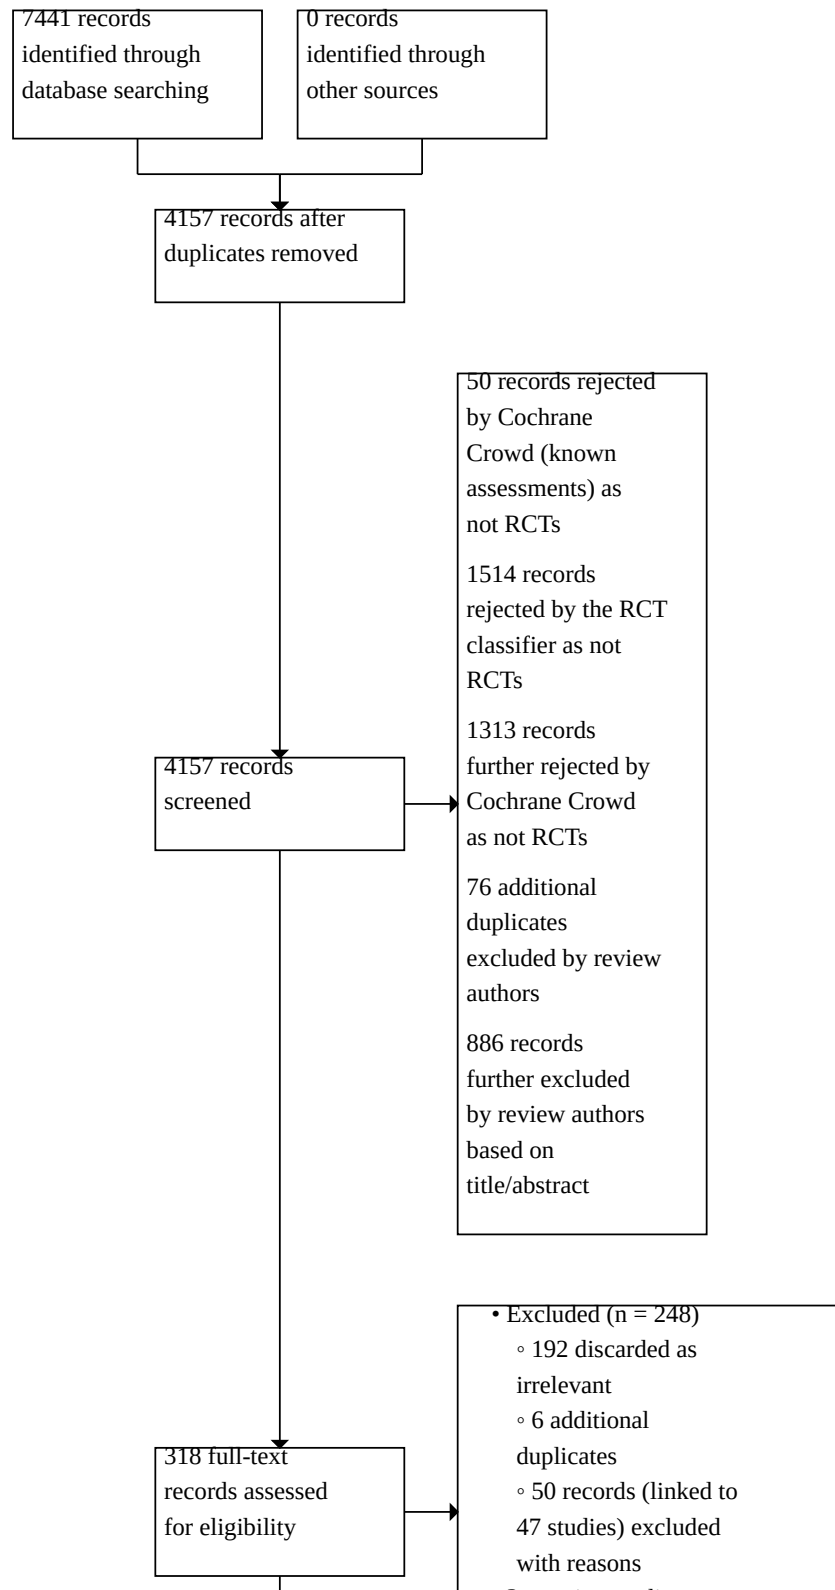 7441 records
identified through
database searching
0 records
identified through
other sources
4157 records after
duplicates removed
50 records rejected
by Cochrane
Crowd (known
assessments) as
not RCTs
1514 records
rejected by the RCT
classifier as not
RCTs
1313 records
further rejected by
Cochrane Crowd
as not RCTs
76 additional
duplicates
excluded by review
authors
886 records
further excluded
by review authors
based on
title/abstract
4157 records
screened
• Excluded (n = 248)
◦ 192 discarded as
irrelevant
◦ 6 additional
duplicates
◦ 50 records (linked to
47 studies) excluded
with reasons
318 full-text
records assessed
for eligibility